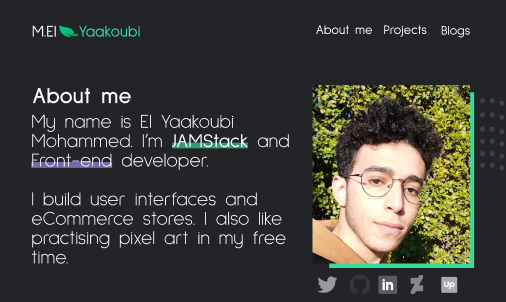 M.El Yaakoubi
About me Projects Blogs
About me
My name is El Yaakoubi
Mohammed. I'm JAMStack and
Front-end developer.
I build user interfaces and
eCommerce stores. I also like
practising pixel art in my free
time.
in
Up